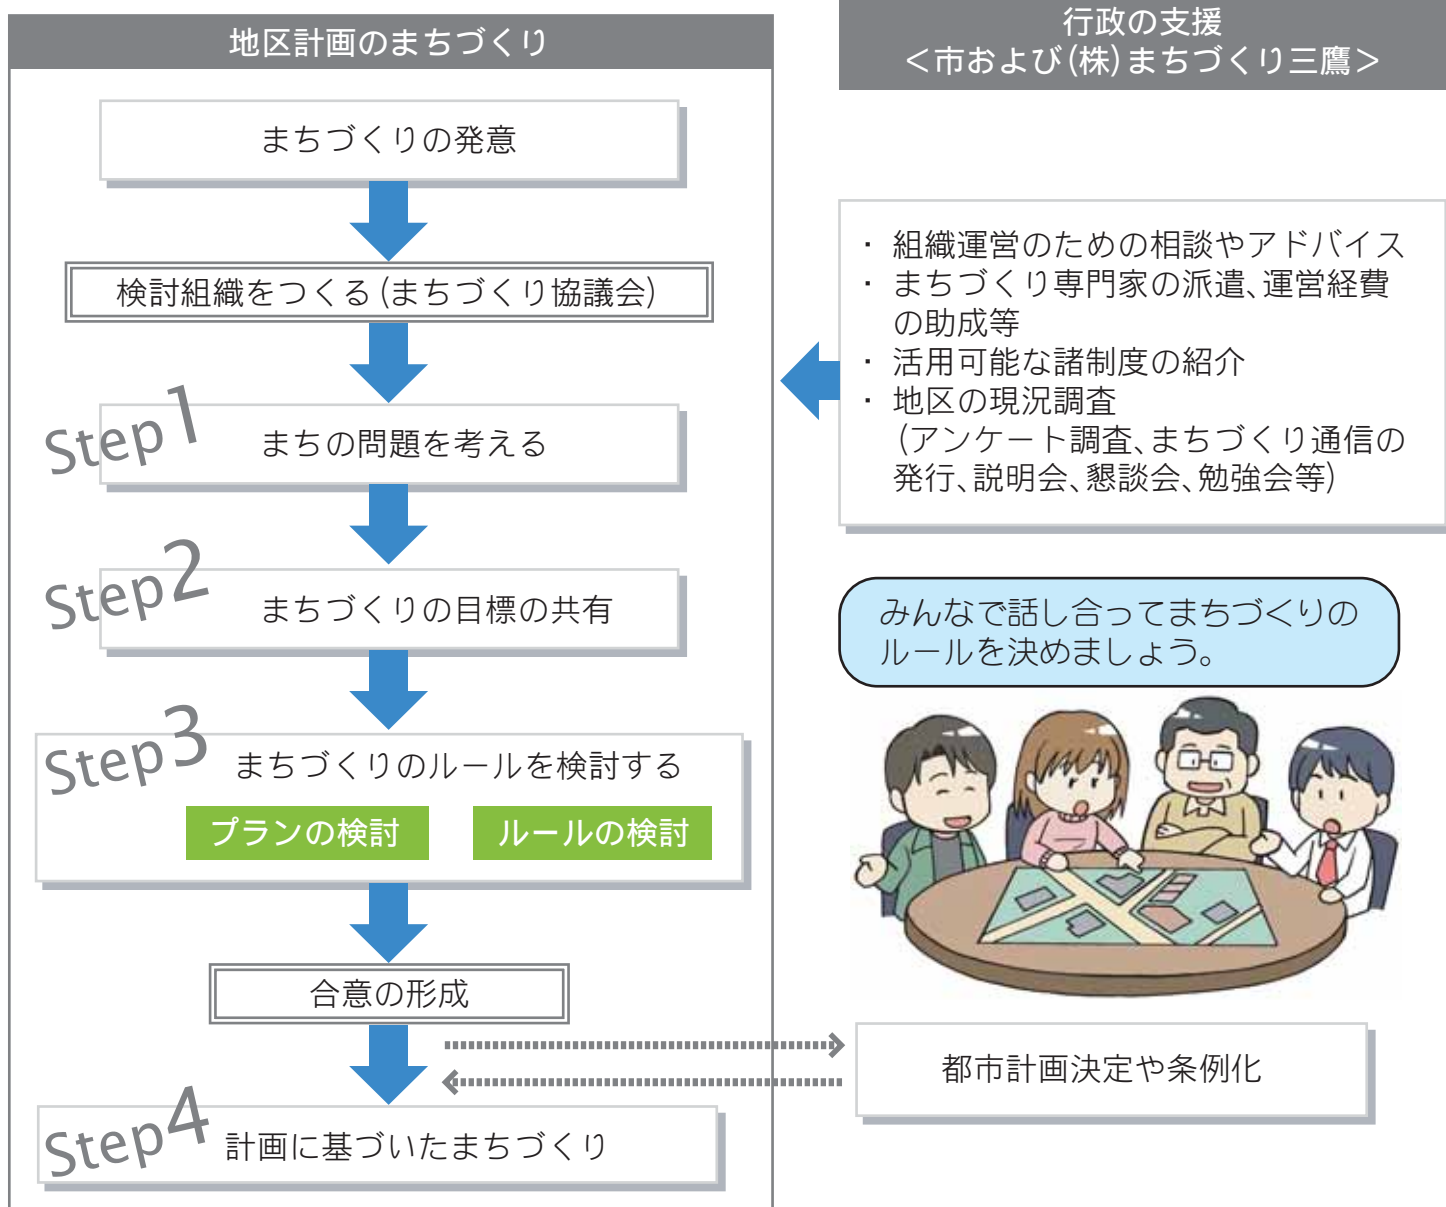 地区計画のまちづくり
まちづくりの発意
検討組織をつくる(まちづくり協議会)
Step1
まちの問題を考える
Step2
まちづくりの目標の共有
Step3
まちづくりのルールを検討する
プランの検討
ルールの検討
合意の形成
Step4
計画に基づいたまちづくり
行政の支援
<市および(株)まちづくり三鷹>
・ 組織運営のための相談やアドバイス
・ まちづくり専門家の派遣、運営経費
の助成等
・ 活用可能な諸制度の紹介
・ 地区の現況調査
(アンケート調査、まちづくり通信の
発行、説明会、懇談会、勉強会等)
みんなで話し合ってまちづくりの
ルールを決めましょう。
都市計画決定や条例化